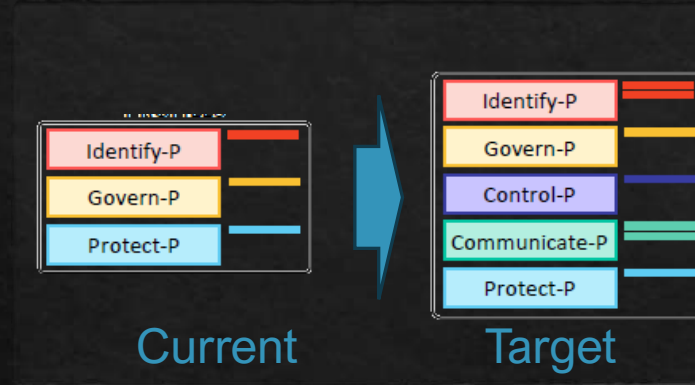 Identify-P
Govern-P
Protect-P
Current
Identify-P
Govern-P
Control-P
Communicate-P
Protect-P
Target